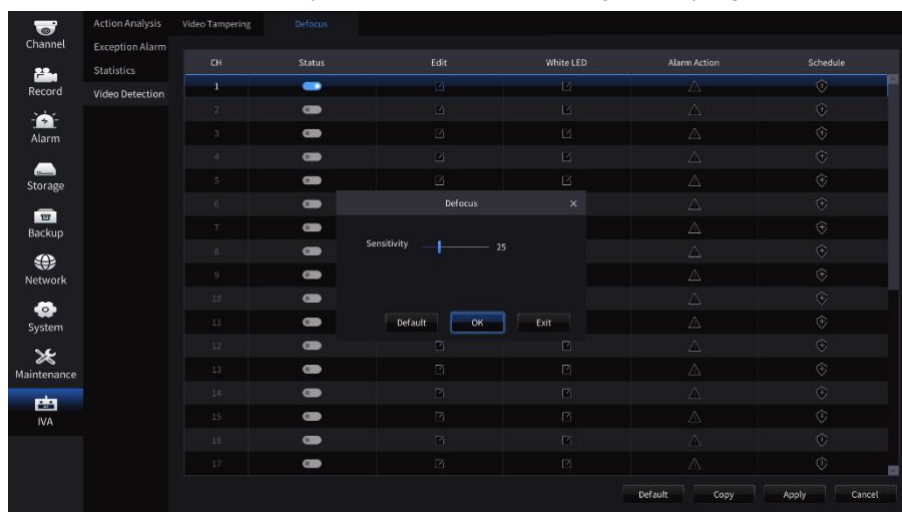 Channel
Record
Alarm
Storage
Backup
Network
System
Maintenance
IVA
Action Analysis
Exception Alarm
Statistics
Video Detection
Video Tampering Defocus
CH Status Edit White LED Alarm Action Schedule
1
2
3
4
5
6
7
8
9
10
11
12
13
14
15
16
17
Defocus ×
Sensitivity 25
Default OK Exit
Default Copy Apply Cancel